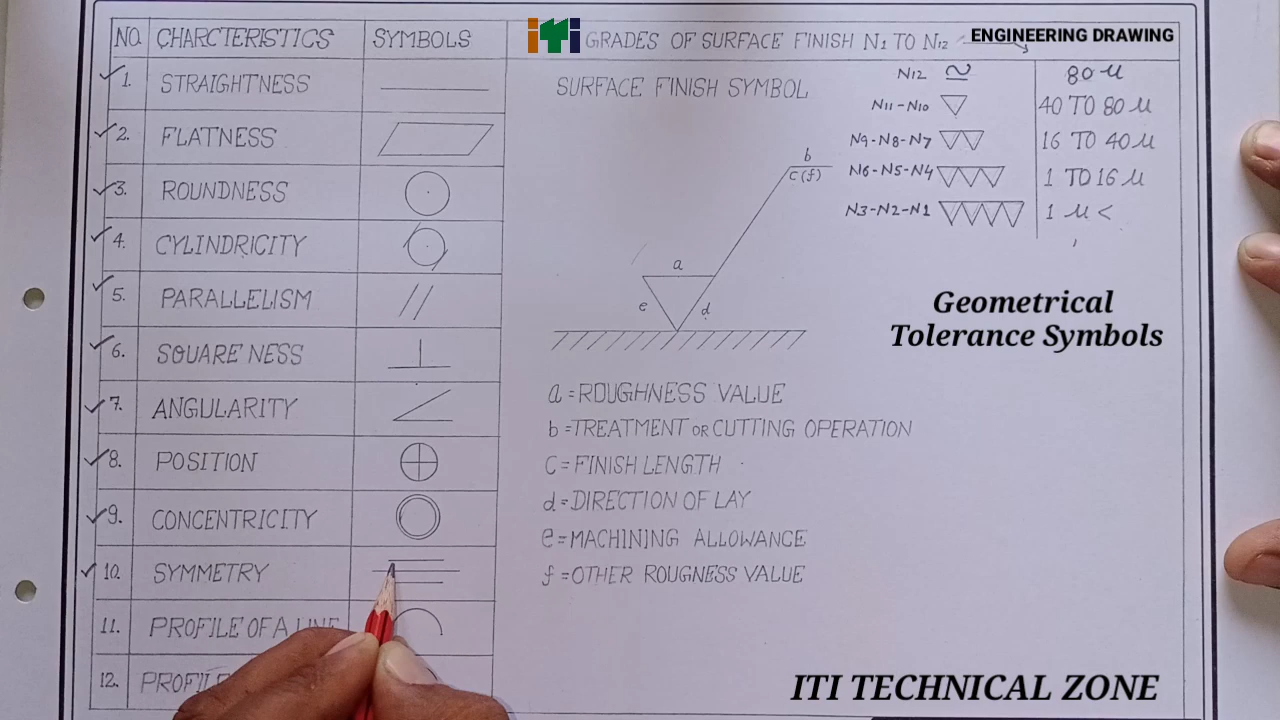 NO. CHARCTERISTICS SYMBOLS
1. STRAIGHTNESS
2. FLATNESS
3. ROUNDNESS
4. CYLINDRICITY
5. PARALLELISM
6. SQUARE NESS
7. ANGULARITY
8. POSITION
9. CONCENTRICITY
10. SYMMETRY
11. PROFILE OF A LINE
12. PROFIL
iTi
GRADES OF SURFACE FINISH N1 TO N12
ENGINEERING DRAWING
SURFACE FINISH SYMBOL
N12 80 μ
N11-N10 40 TO 80 μ
N9-N8-N7 16 TO 40 μ
N6-N5-N4 1 TO 16 μ
N3-N2-N1 1 μ <
b
c(f)
a
e
d
Geometrical
Tolerance Symbols
a = ROUGHNESS VALUE
b = TREATMENT OR CUTTING OPERATION
C = FINISH LENGTH
d = DIRECTION OF LAY
e = MACHINING ALLOWANCE
f = OTHER ROUGNESS VALUE
ITI TECHNICAL ZONE